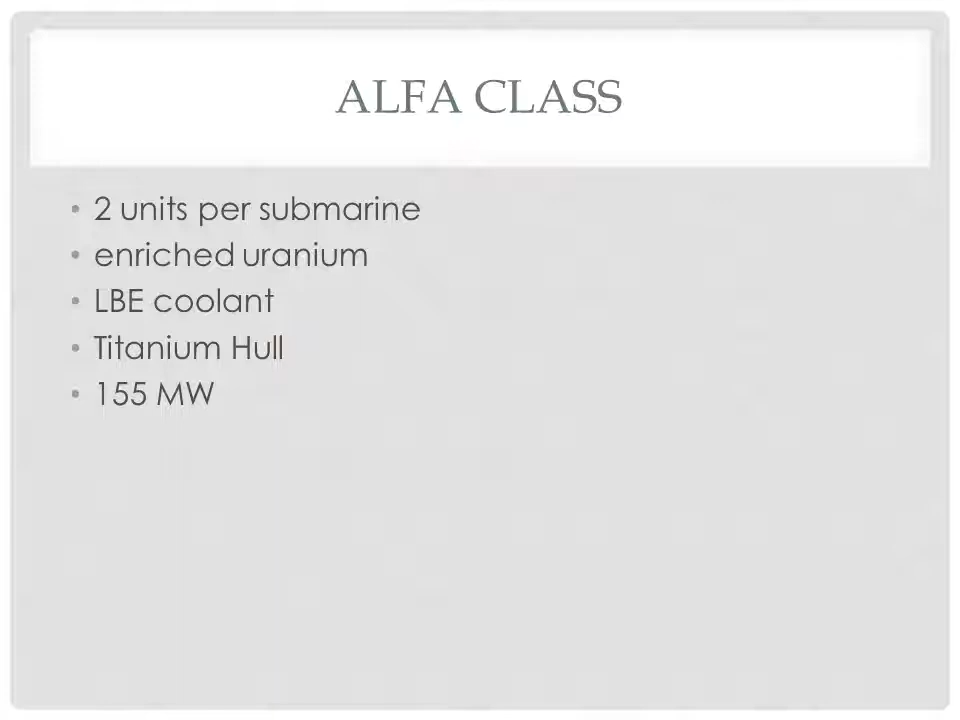 ALFA CLASS
• 2 units per submarine
• enriched uranium
• LBE coolant
• Titanium Hull
• 155 MW